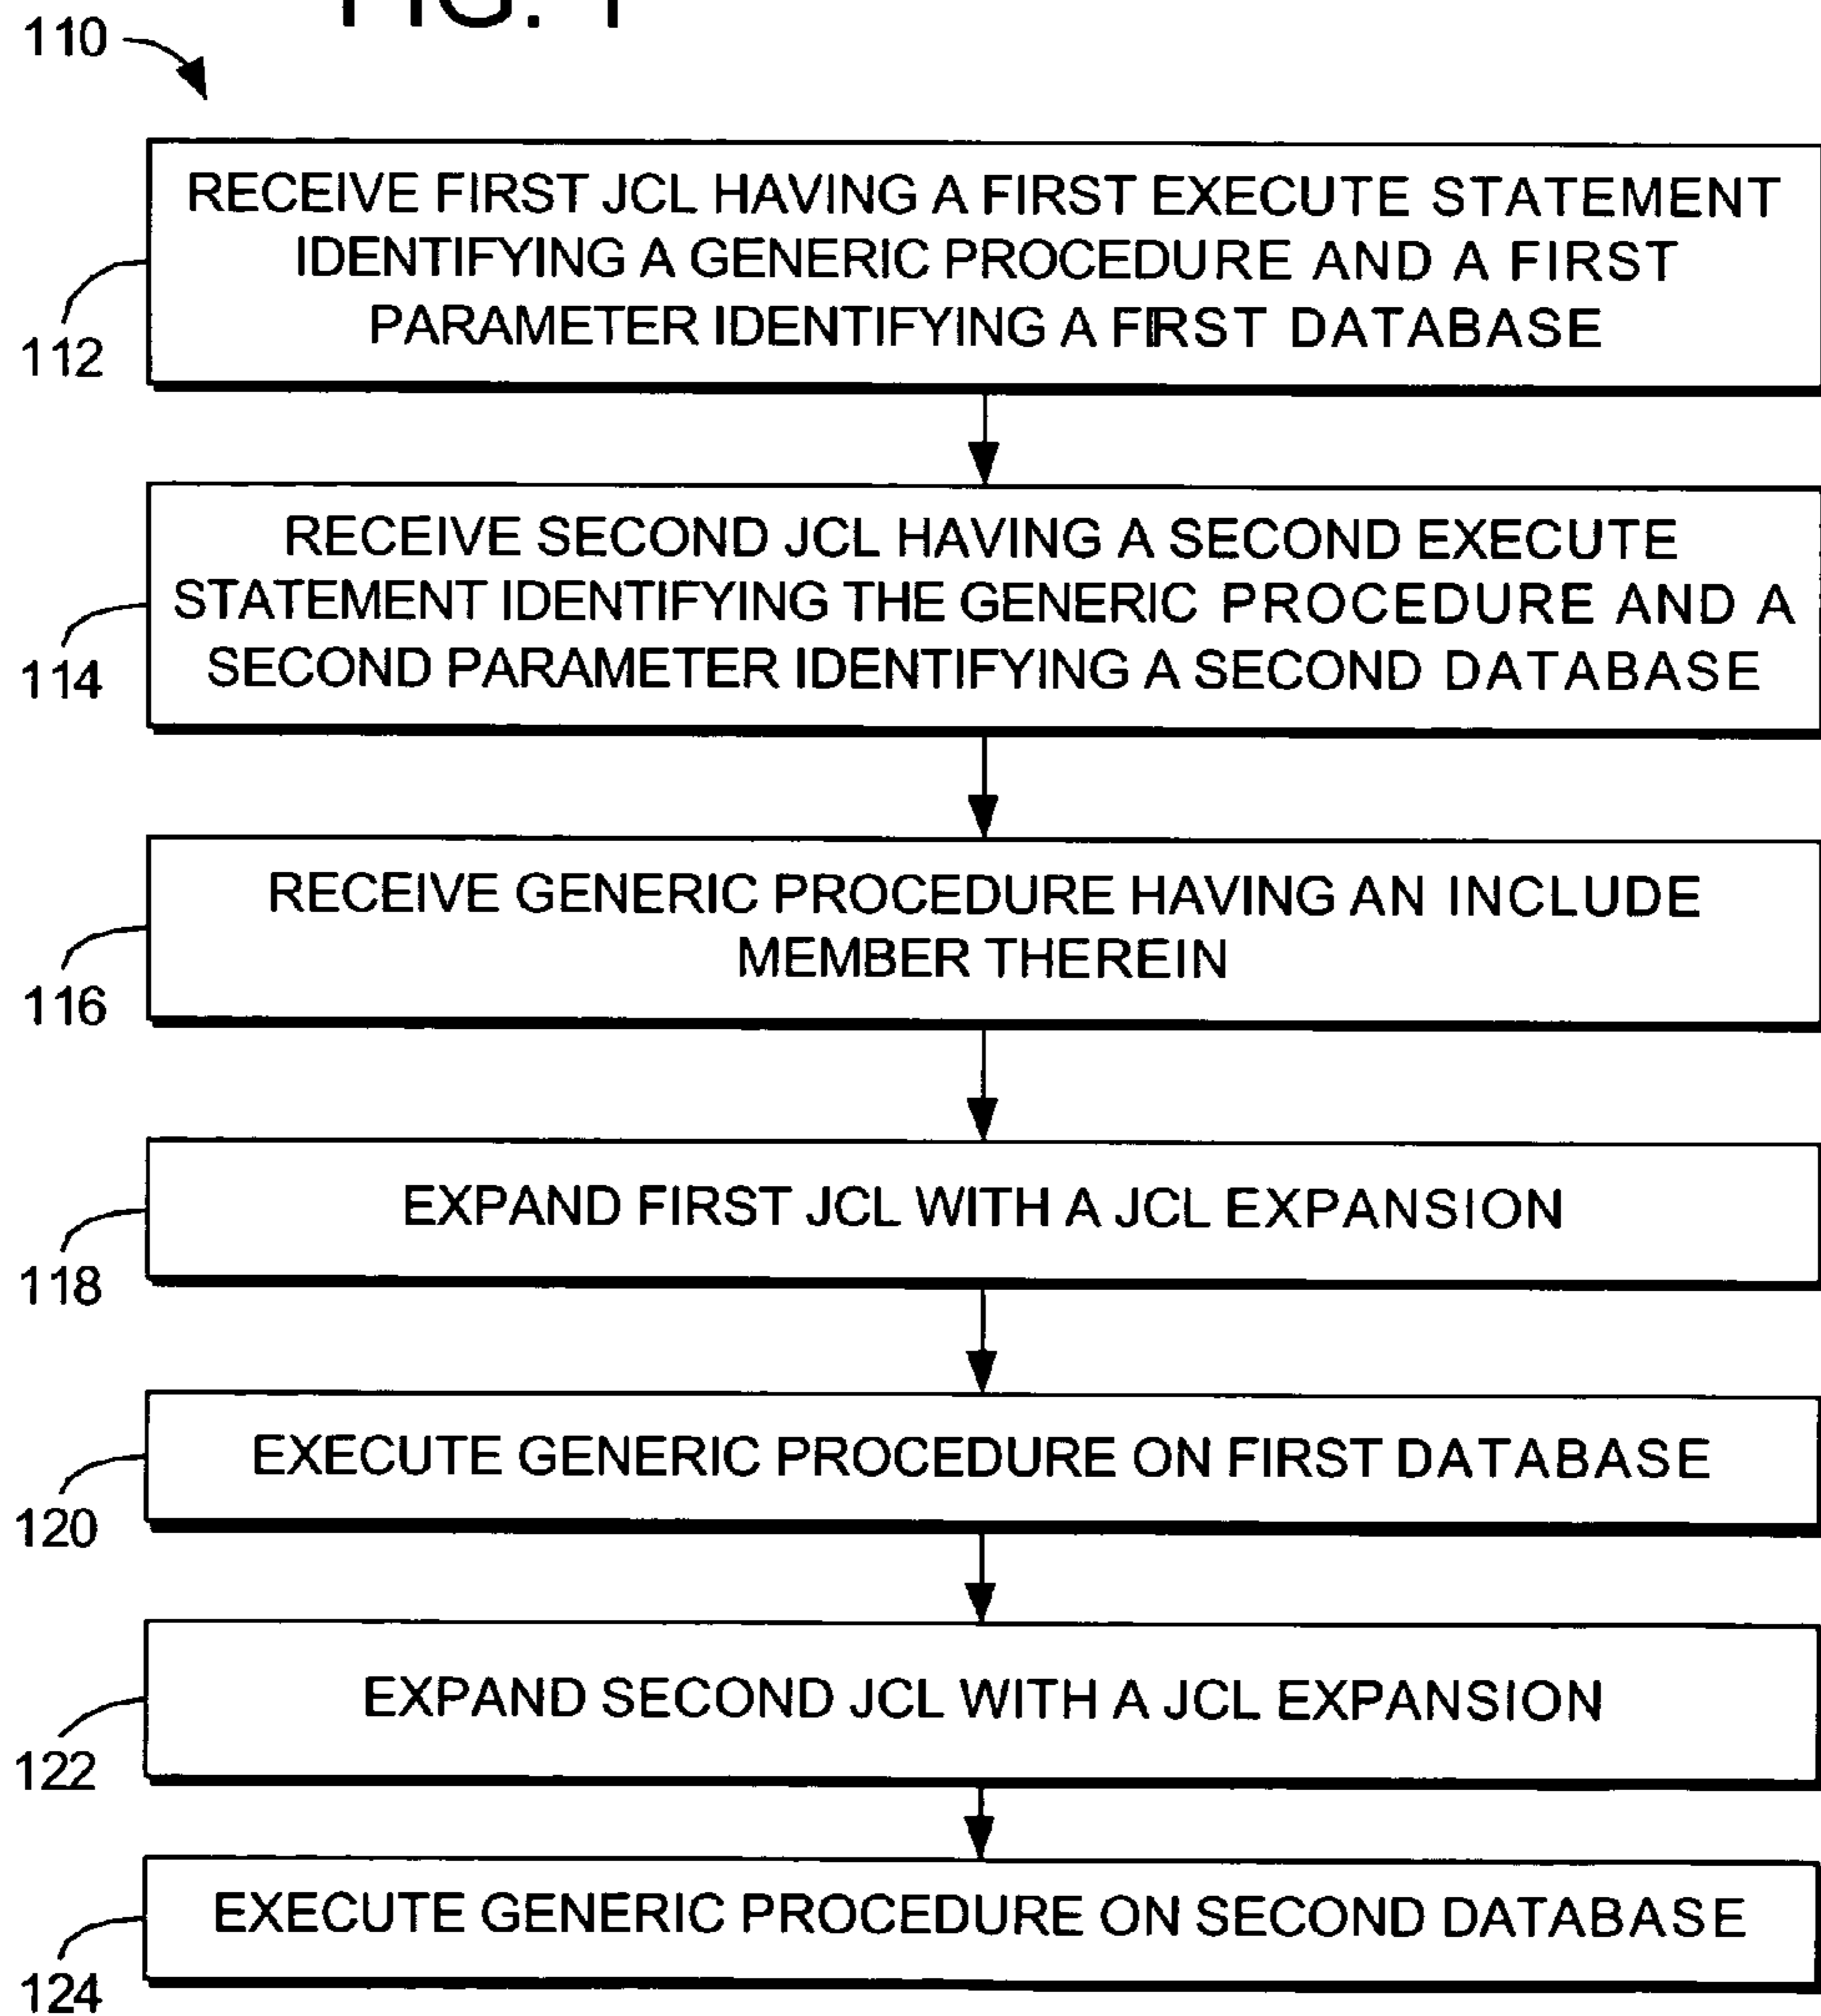 FIG. 1
110
RECEIVE FIRST JCL HAVING A FIRST EXECUTE STATEMENT
IDENTIFYING A GENERIC PROCEDURE AND A FIRST
PARAMETER IDENTIFYING A FIRST DATABASE
112
RECEIVE SECOND JCL HAVING A SECOND EXECUTE
STATEMENT IDENTIFYING THE GENERIC PROCEDURE AND A
SECOND PARAMETER IDENTIFYING A SECOND DATABASE
114
RECEIVE GENERIC PROCEDURE HAVING AN INCLUDE
MEMBER THEREIN
116
EXPAND FIRST JCL WITH A JCL EXPANSION
118
EXECUTE GENERIC PROCEDURE ON FIRST DATABASE
120
EXPAND SECOND JCL WITH A JCL EXPANSION
122
EXECUTE GENERIC PROCEDURE ON SECOND DATABASE
124